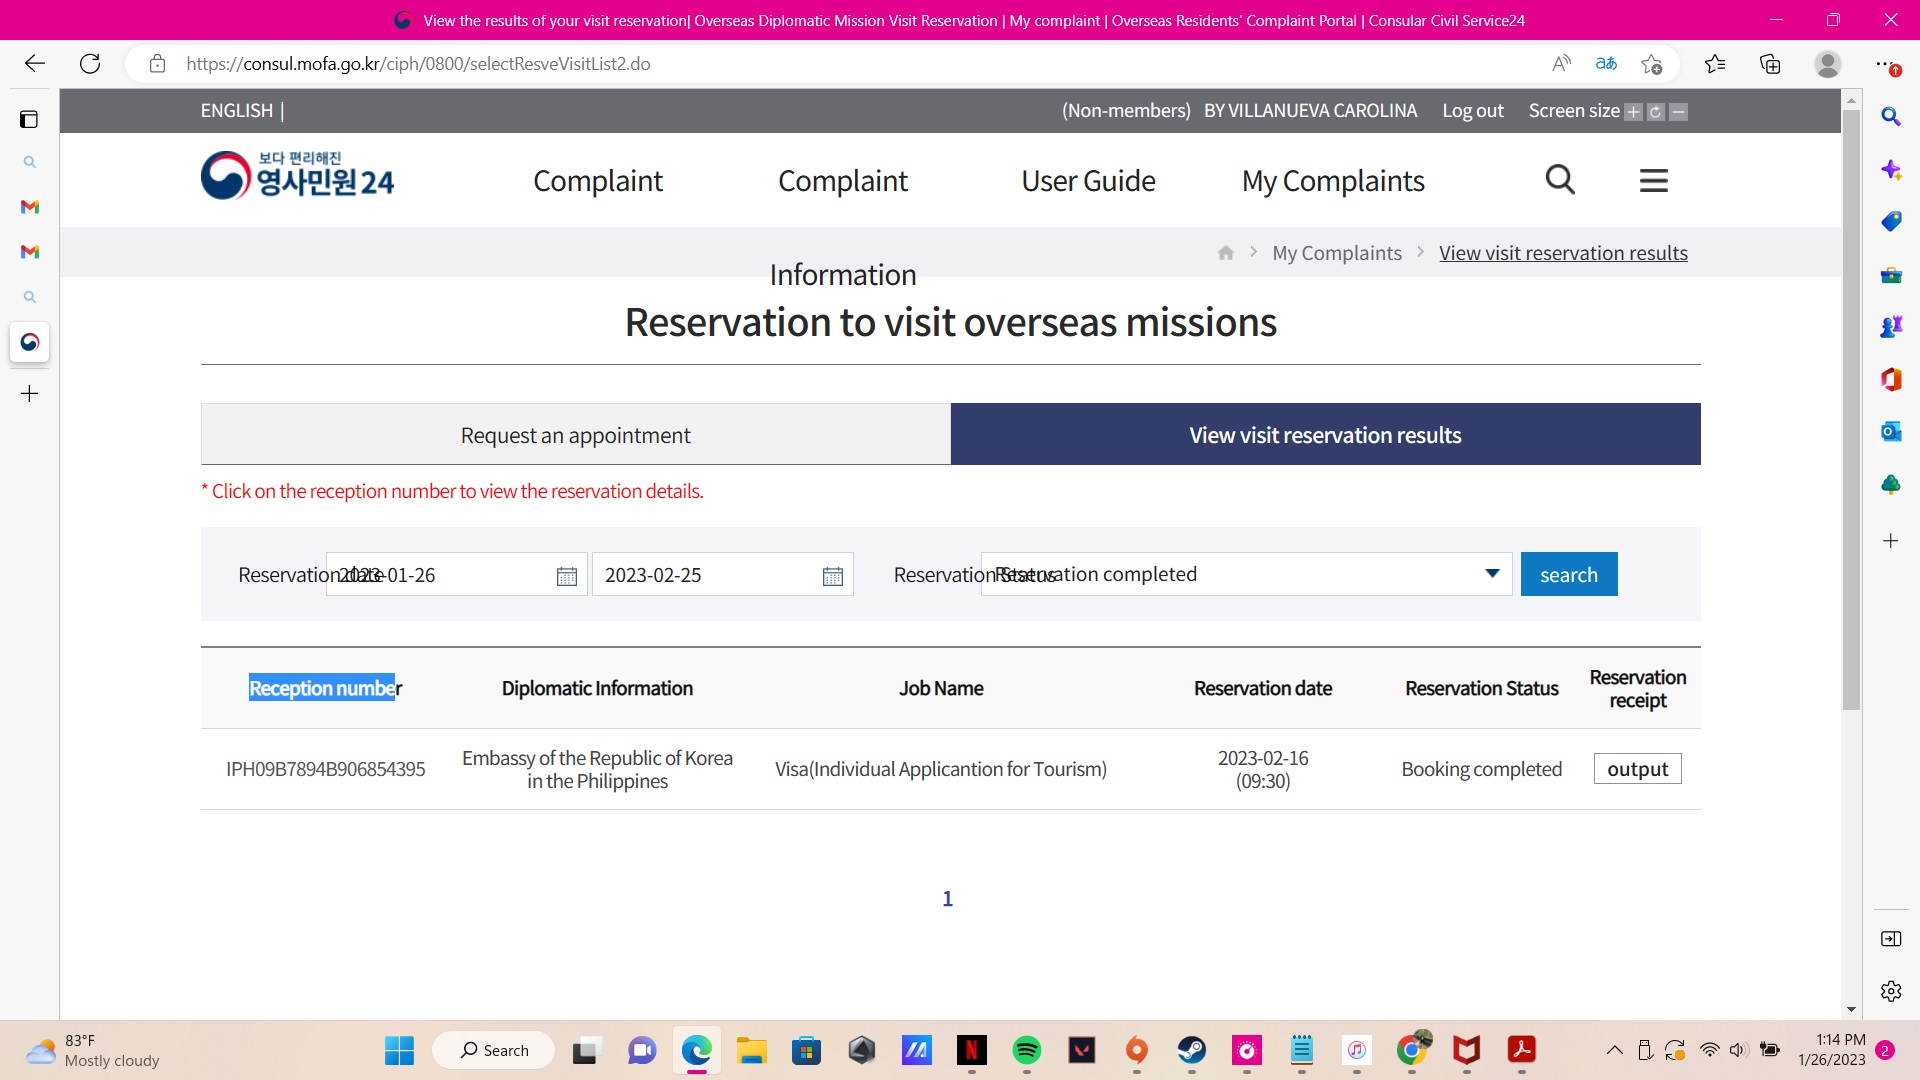 View the results of your visit reservation| Overseas Diplomatic Mission Visit Reservation | My complaint | Overseas Residents' Complaint Portal | Consular Civil Service24
https://consul.mofa.go.kr/ciph/0800/selectResveVisitList2.do
ENGLISH |
(Non-members) BY VILLANUEVA CAROLINA Log out Screen size
보다 편리해진
영사민원 24
Complaint Complaint User Guide My Complaints
My Complaints > View visit reservation results
Information
Reservation to visit overseas missions
Request an appointment View visit reservation results
* Click on the reception number to view the reservation details.
Reservation date 2023-01-26 2023-02-25 Reservation Status Reservation completed search
Reception number Diplomatic Information Job Name Reservation date Reservation Status Reservation receipt
IPH09B7894B906854395 Embassy of the Republic of Korea Visa(Individual Applicantion for Tourism) 2023-02-16 Booking completed output
in the Philippines (09:30)
1
83°F
Mostly cloudy
Search
1:14 PM
1/26/2023
2